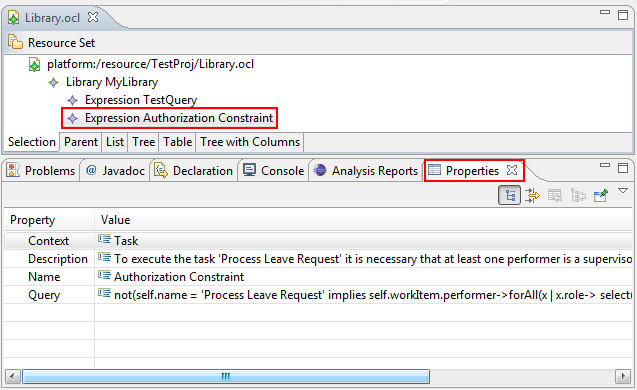 Library.ocl
Resource Set
platform:/resource/TestProj/Library.ocl
Library MyLibrary
Expression TestQuery
Expression Authorization Constraint
Selection Parent List Tree Table Tree with Columns
Problems @ Javadoc Declaration Console Analysis Reports Properties
Property Value
Context Task
Description To execute the task 'Process Leave Request' it is necessary that at least one performer is a superviso
Name Authorization Constraint
Query not(self.name = 'Process Leave Request' implies self.workItem.performer->forAll(x | x.role-> select(